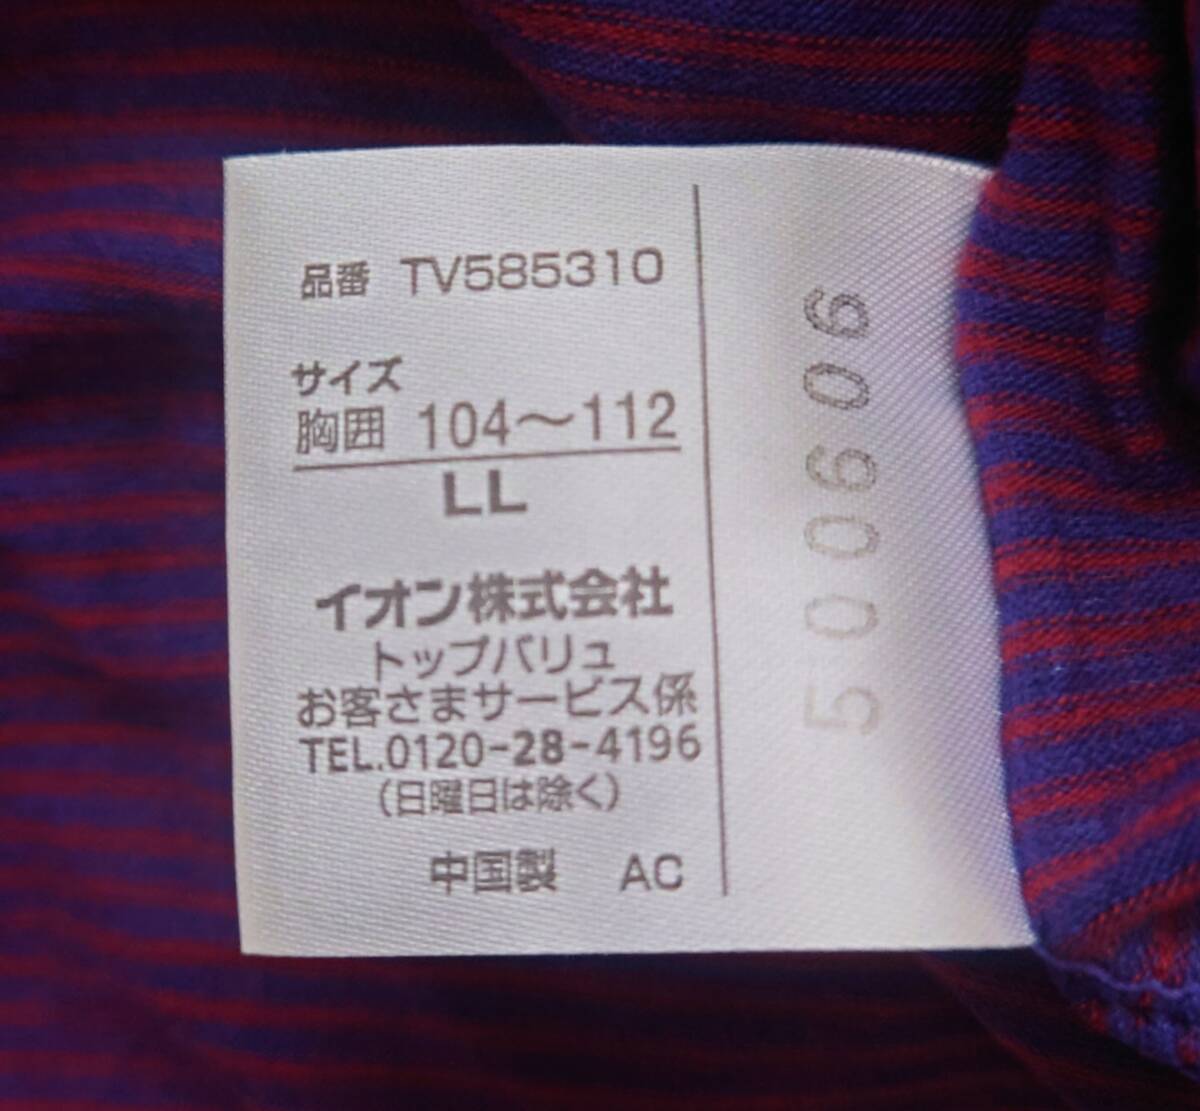 品番 TV585310
サイズ
胸囲 104～112
LL
イオン株式会社
トップバリュ
お客さまサービス係
TEL.0120-28-4196
（日曜日は除く）
中国製 AC
500606